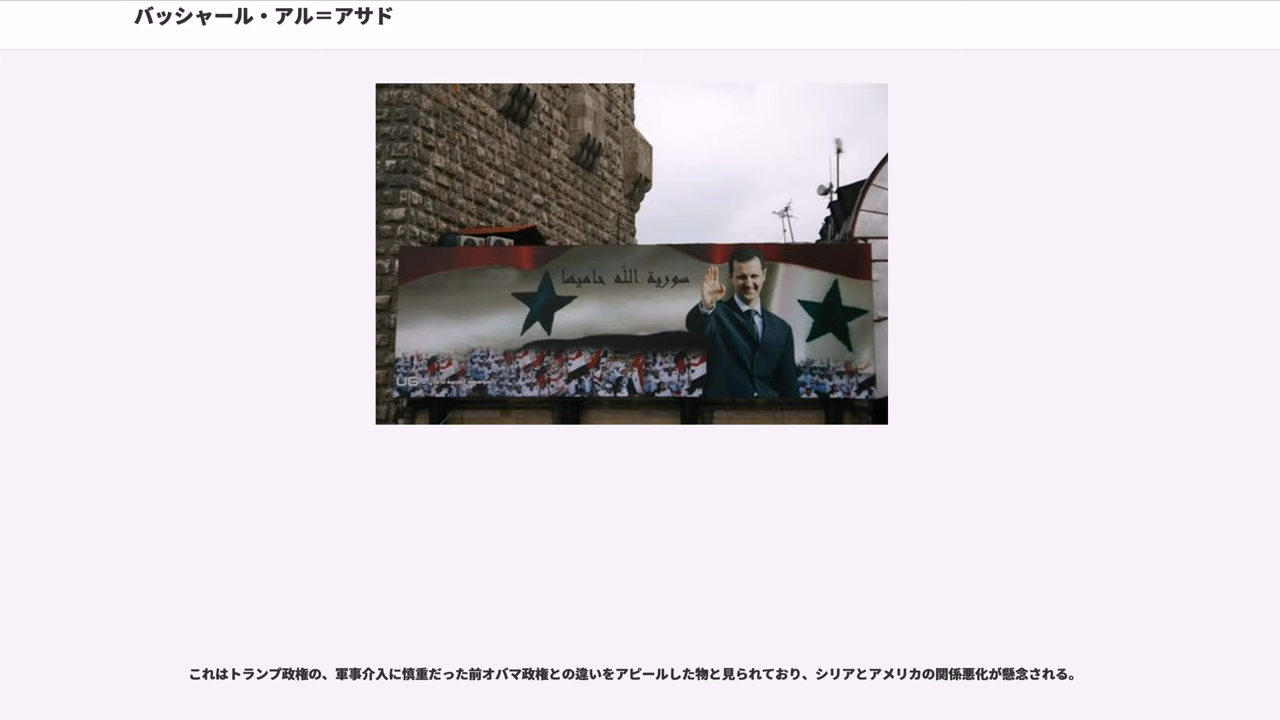 バッシャール・アル＝アサド
سورية الله حاميها
UG
これはトランプ政権の、軍事介入に慎重だった前オバマ政権との違いをアピールした物と見られており、シリアとアメリカの関係悪化が懸念される。